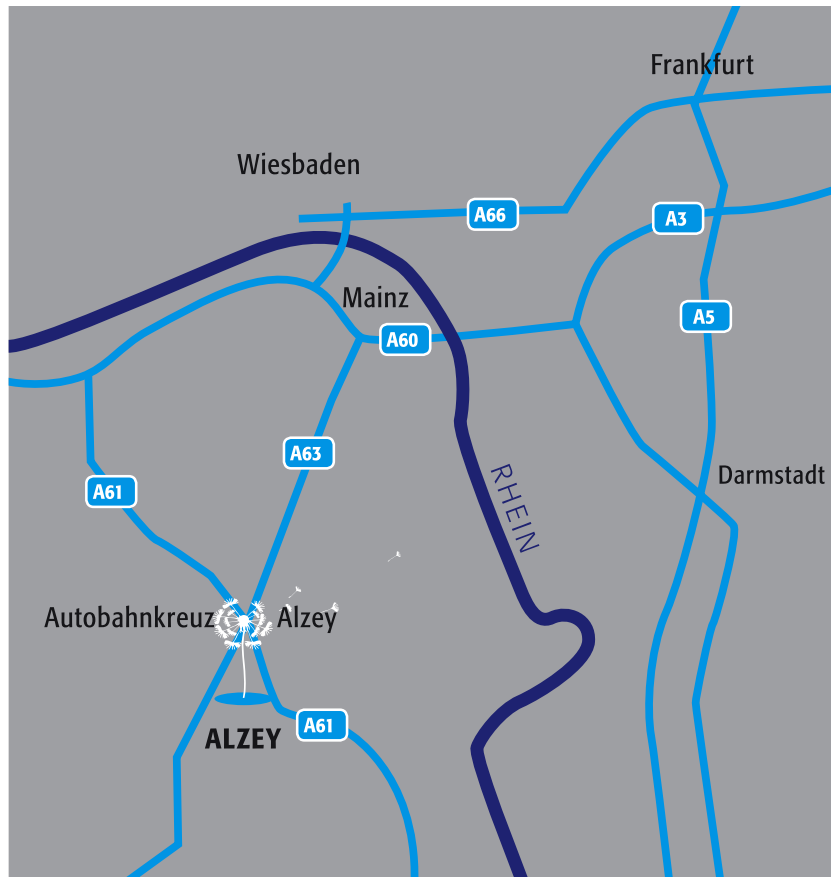 Frankfurt
Wiesbaden
A66
A3
Mainz
A5
A60
A63
Darmstadt
A61
RHEIN
Autobahnkreuz Alzey
A61
ALZEY